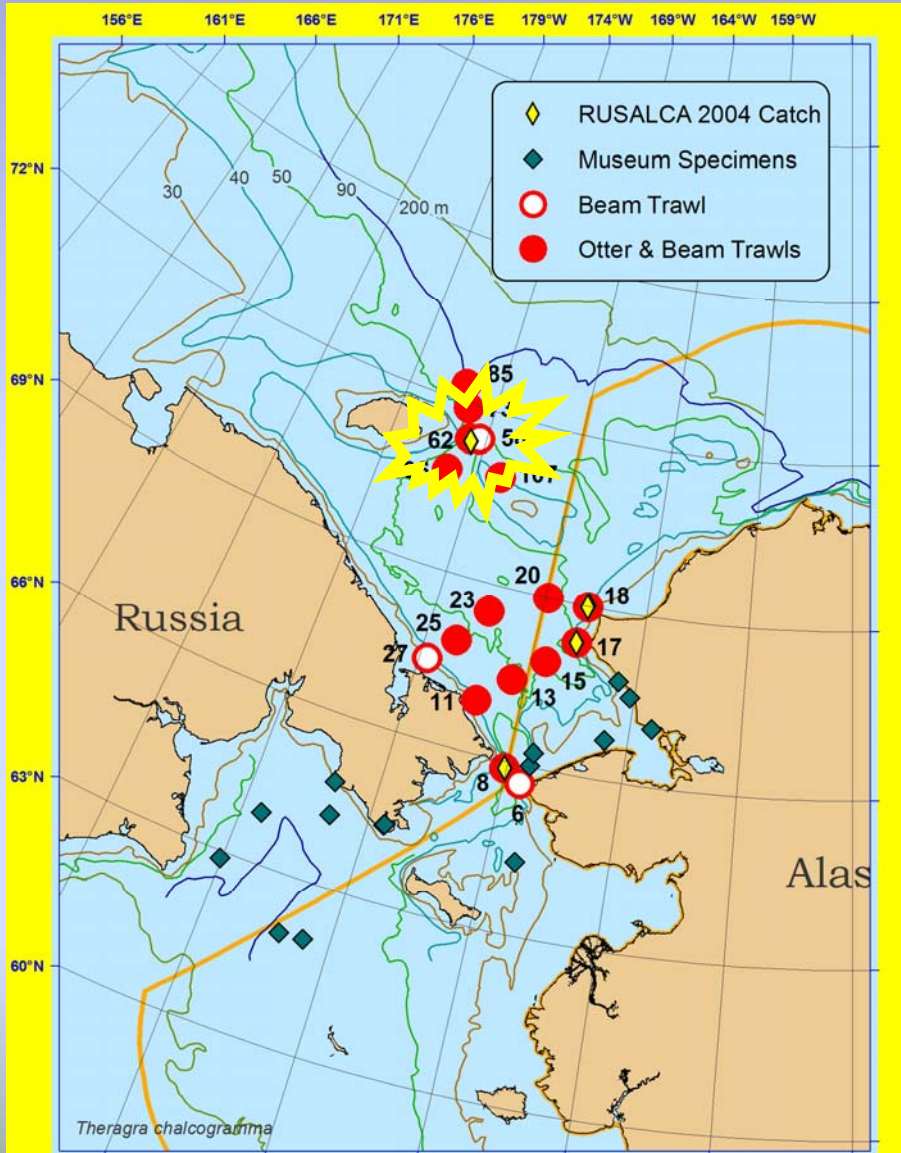 156°E 161°E 166°E 171°E 176°E 179°W 174°W 169°W 164°W 159°W
RUSALCA 2004 Catch
Museum Specimens
Beam Trawl
Otter & Beam Trawls
72°N
30
40
50
90
200 m
69°N
85
62
107
66°N
20
18
23
Russia
25
17
27
15
13
11
63°N
8
6
Alas
60°N
Theragra chalcogramma